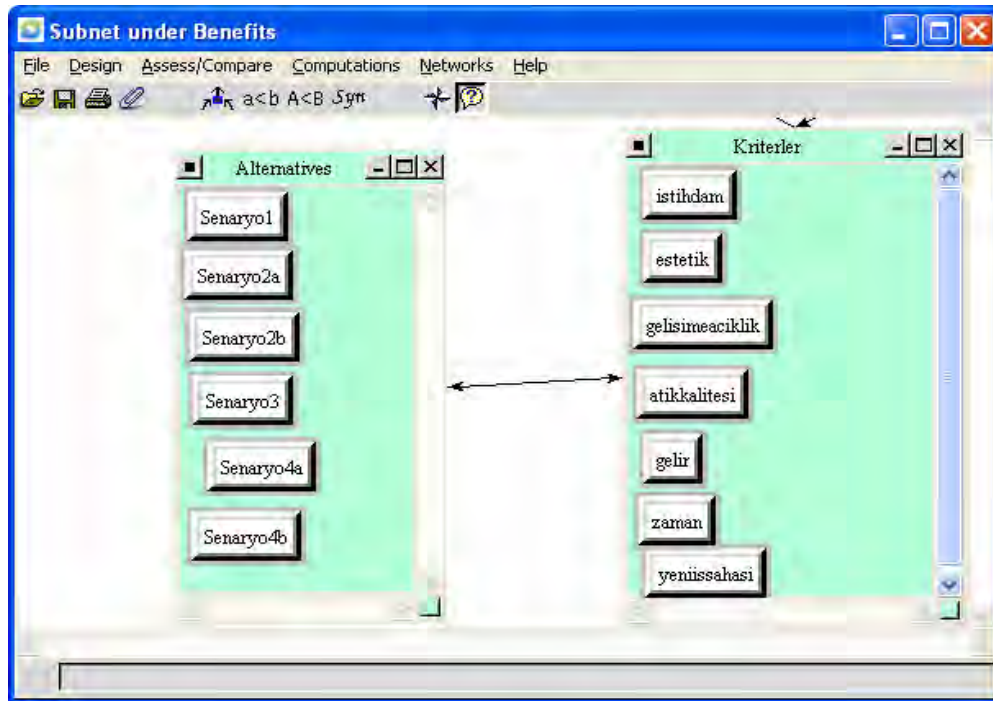 Subnet under Benefits
File Design Assess/Compare Computations Networks Help
a<b A<B Syn
Alternatives
Senaryo1
Senaryo2a
Senaryo2b
Senaryo3
Senaryo4a
Senaryo4b
Kriterler
istihdam
estetik
gelisimeaciklik
atikkalitesi
gelir
zaman
yeniissahasi